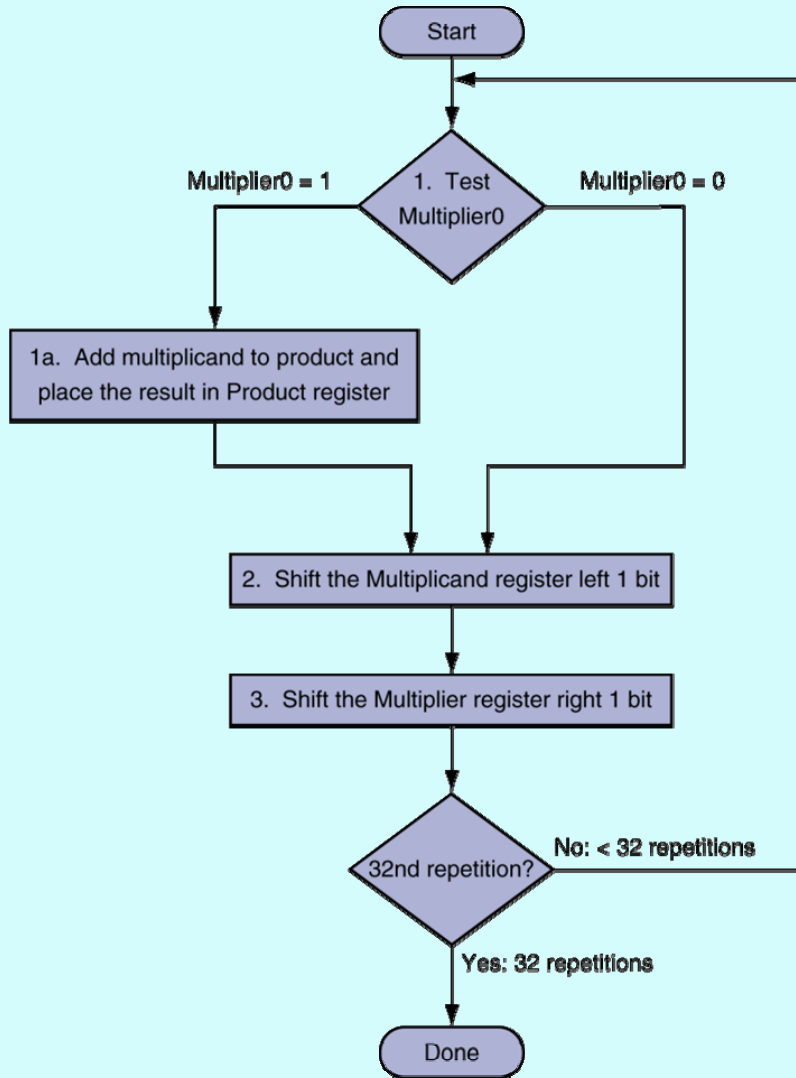 Start
Multiplier0 = 1
1. Test
Multiplier0
Multiplier0 = 0
1a. Add multiplicand to product and
place the result in Product register
2. Shift the Multiplicand register left 1 bit
3. Shift the Multiplier register right 1 bit
32nd repetition?
No: < 32 repetitions
Yes: 32 repetitions
Done